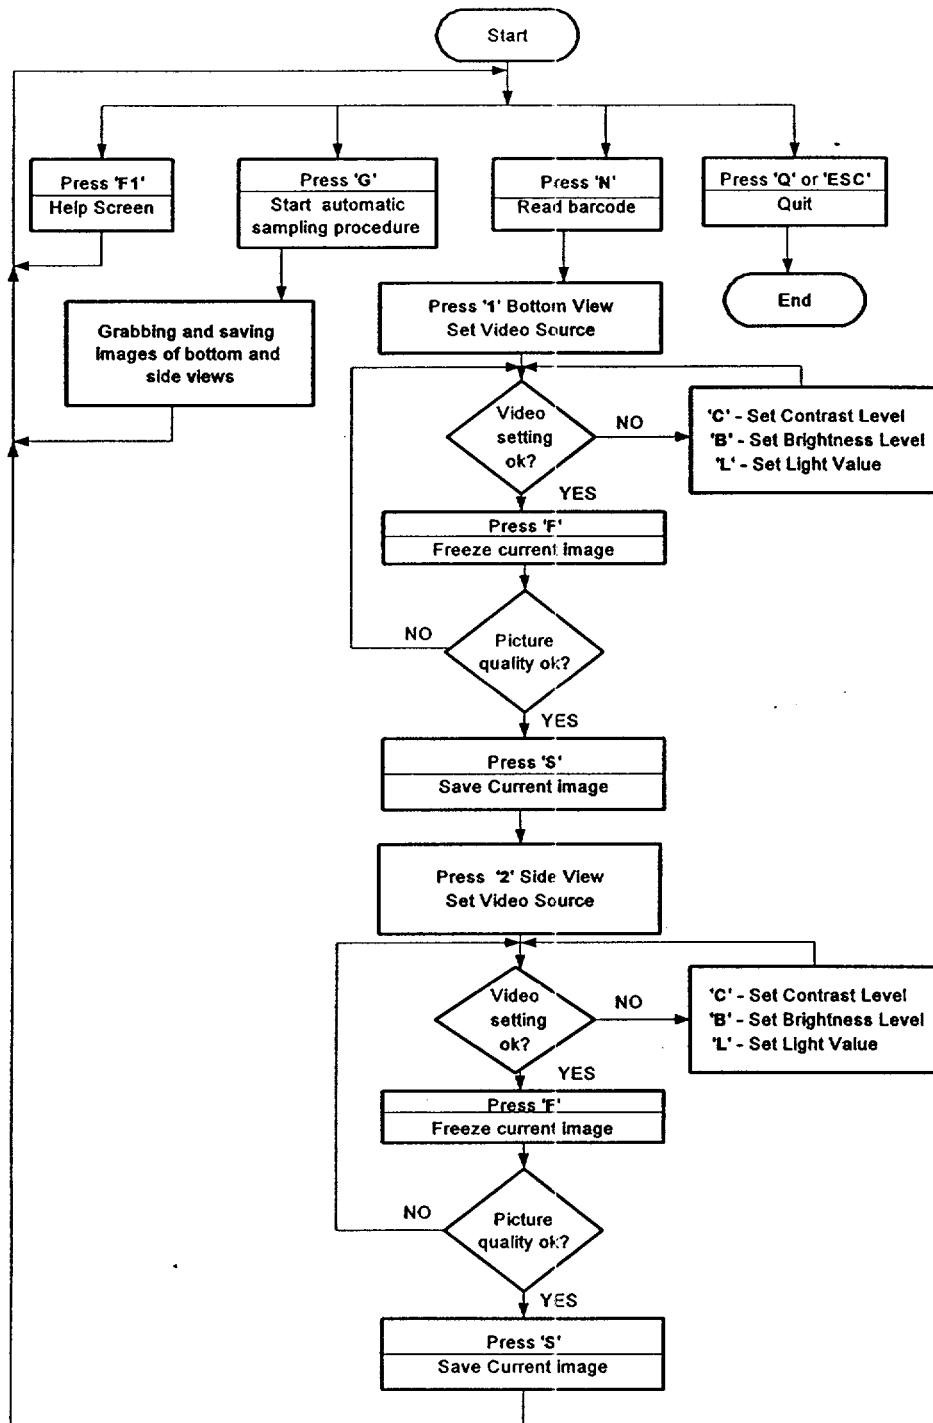 Start
Press 'F1'
Help Screen
Press 'G'
Start automatic
sampling procedure
Press 'N'
Read barcode
Press 'Q' or 'ESC'
Quit
End
Grabbing and saving
images of bottom and
side views
Press '1' Bottom View
Set Video Source
Video
setting
ok?
NO
'C' - Set Contrast Level
'B' - Set Brightness Level
'L' - Set Light Value
YES
Press 'F'
Freeze current image
NO
Picture
quality ok?
YES
Press 'S'
Save Current image
Press '2' Side View
Set Video Source
Video
setting
ok?
NO
'C' - Set Contrast Level
'B' - Set Brightness Level
'L' - Set Light Value
YES
Press 'F'
Freeze current image
NO
Picture
quality ok?
YES
Press 'S'
Save Current image